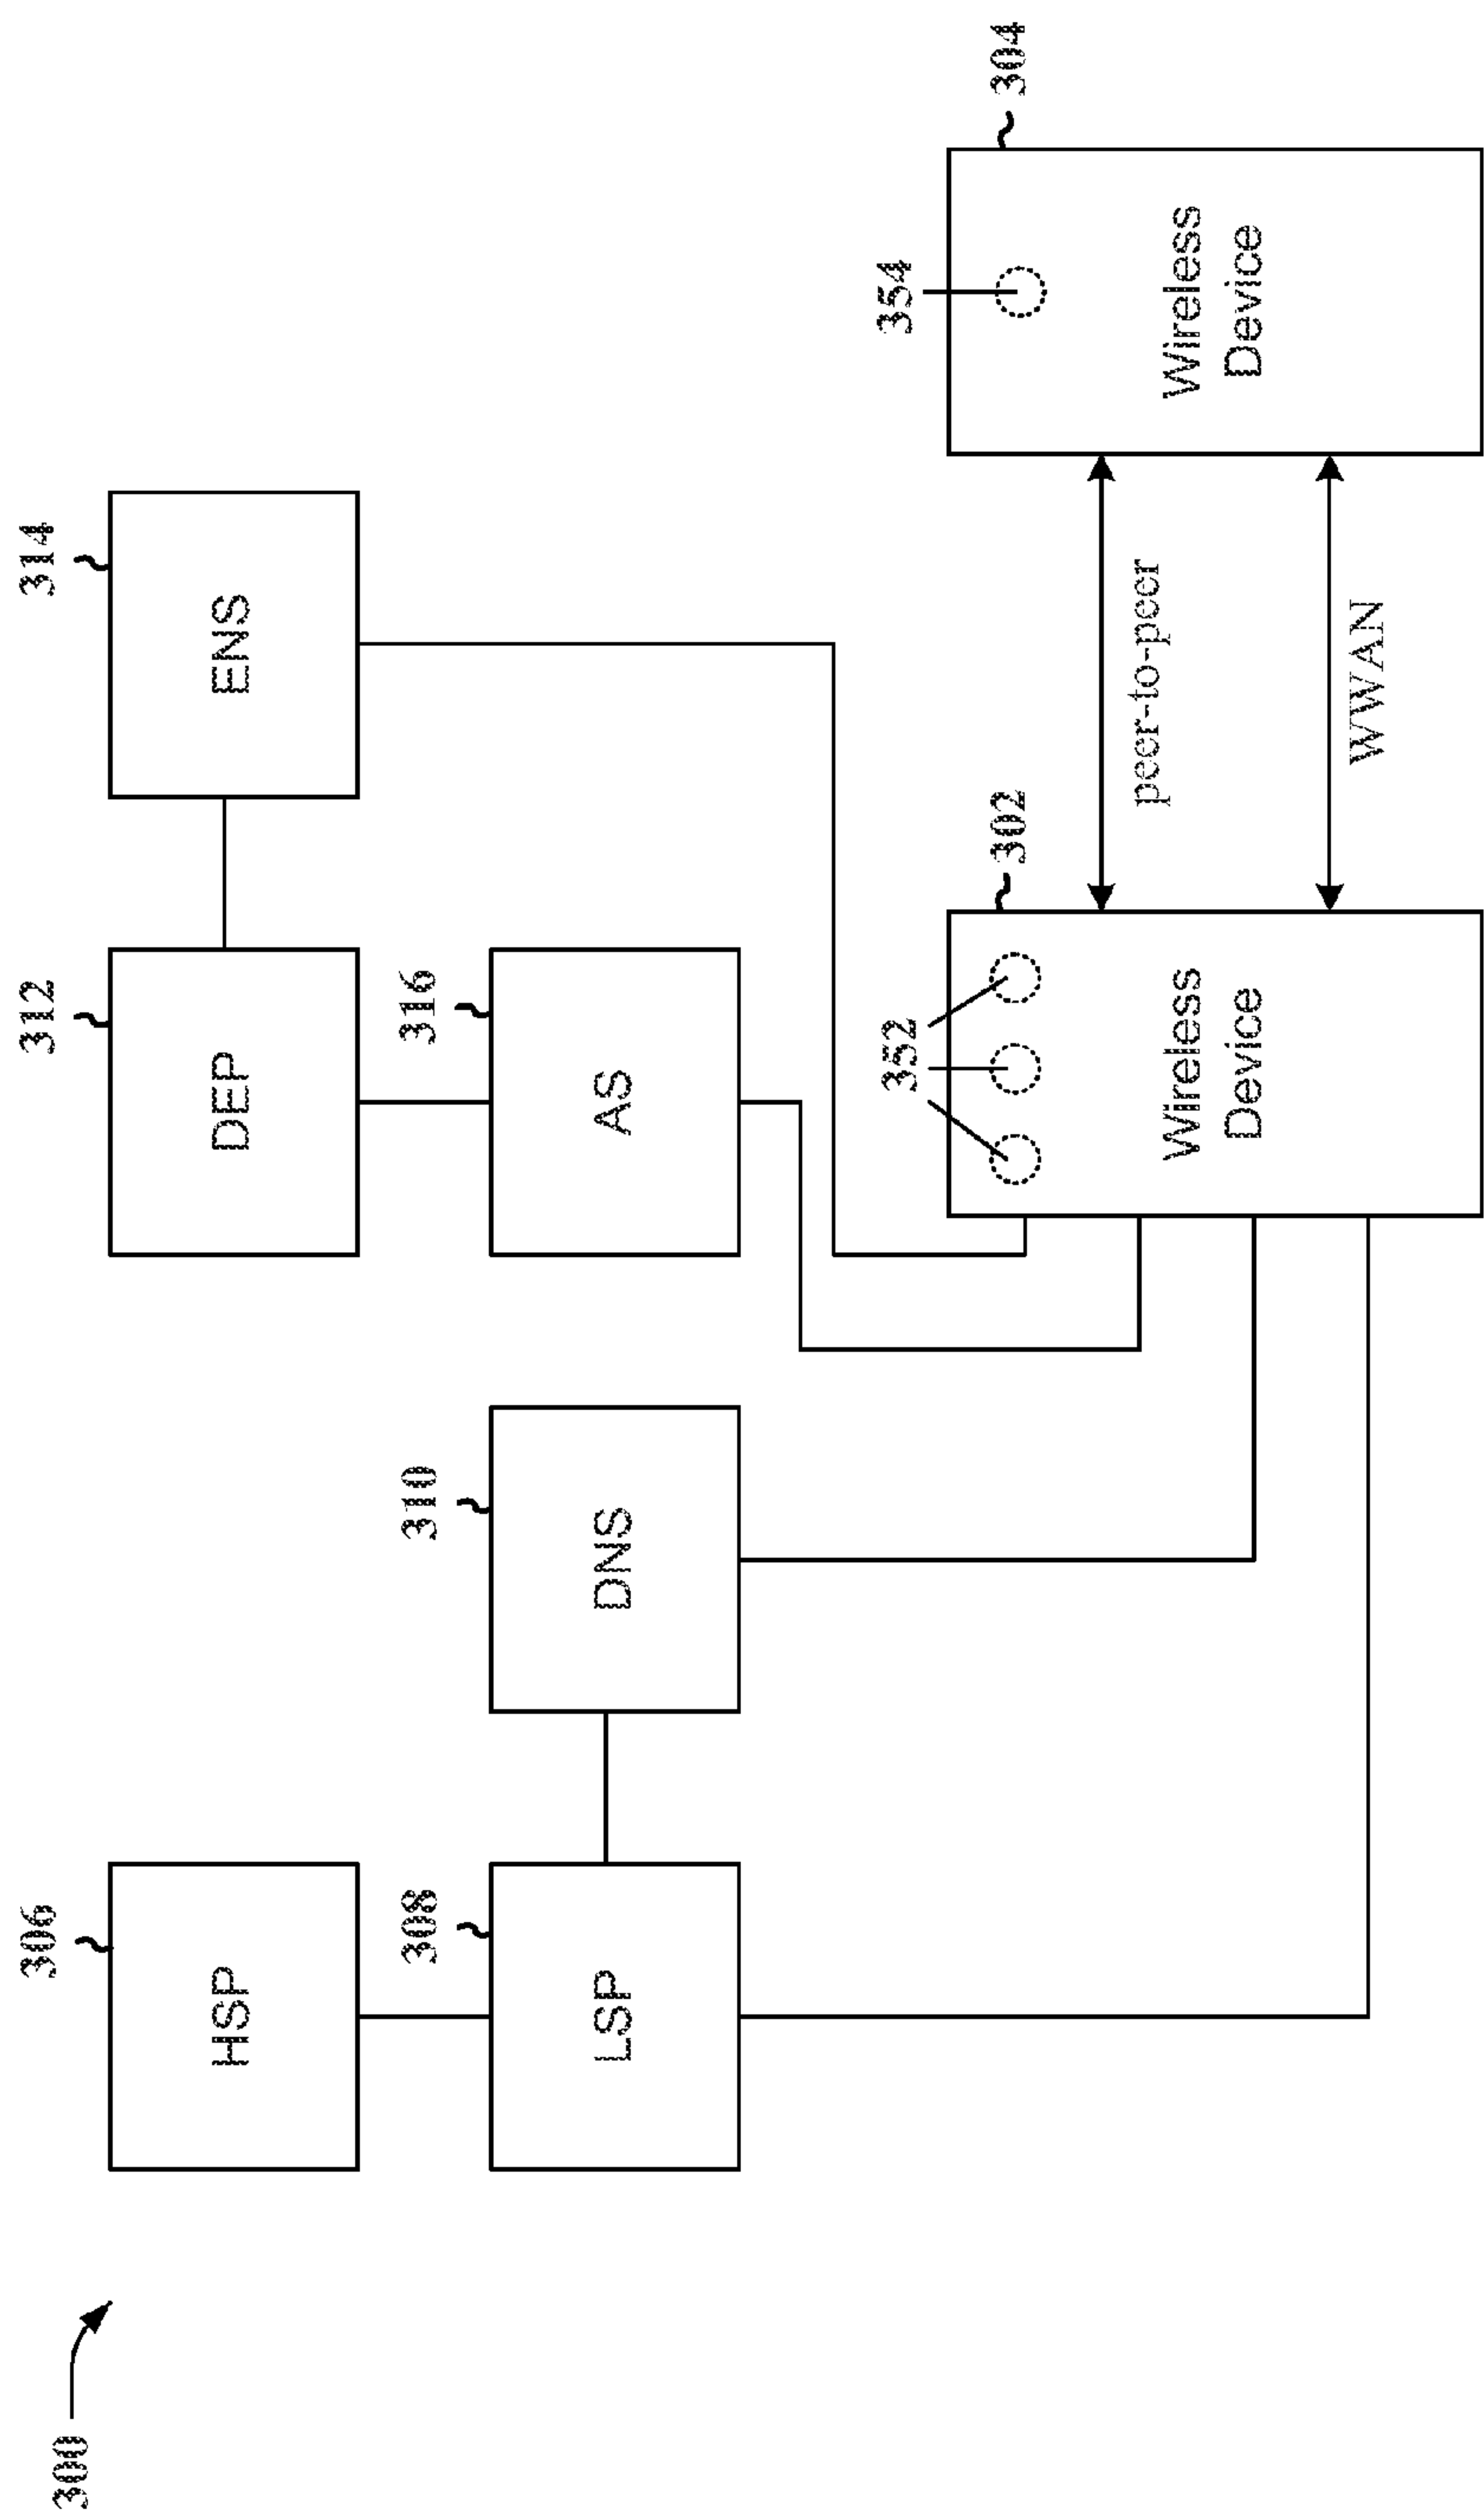 300
306
HSP
312
DEP
314
ENS
308
LSP
310
DNS
316
AS
352
302
Wireless
Device
peer-to-peer
WWAN
354
304
Wireless
Device